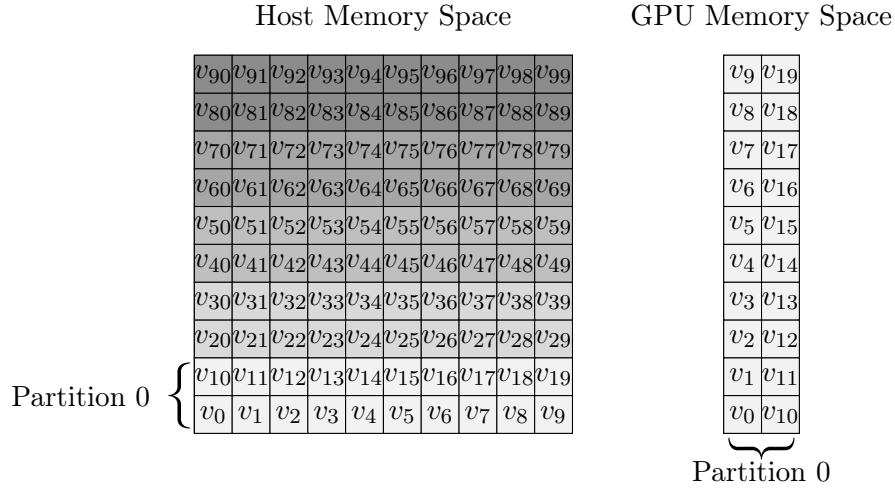 Host Memory Space GPU Memory Space
v90 v91 v92 v93 v94 v95 v96 v97 v98 v99 v9 v19
v80 v81 v82 v83 v84 v85 v86 v87 v88 v89 v8 v18
v70 v71 v72 v73 v74 v75 v76 v77 v78 v79 v7 v17
v60 v61 v62 v63 v64 v65 v66 v67 v68 v69 v6 v16
v50 v51 v52 v53 v54 v55 v56 v57 v58 v59 v5 v15
v40 v41 v42 v43 v44 v45 v46 v47 v48 v49 v4 v14
v30 v31 v32 v33 v34 v35 v36 v37 v38 v39 v3 v13
v20 v21 v22 v23 v24 v25 v26 v27 v28 v29 v2 v12
v10 v11 v12 v13 v14 v15 v16 v17 v18 v19 v1 v11
Partition 0
v0 v1 v2 v3 v4 v5 v6 v7 v8 v9 v0 v10
Partition 0